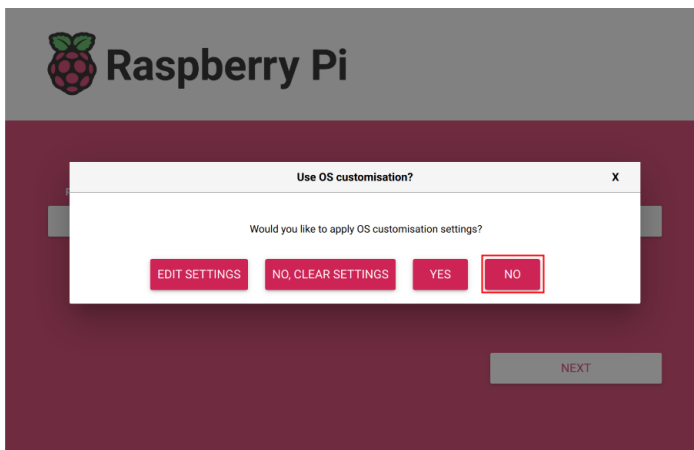 Raspberry Pi
Use OS customisation?
X
Would you like to apply OS customisation settings?
EDIT SETTINGS
NO, CLEAR SETTINGS
YES
NO
NEXT